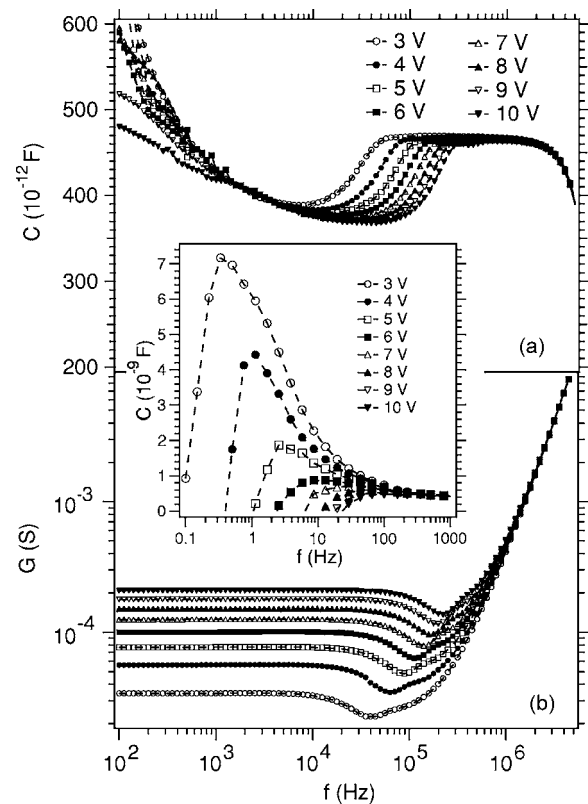 600
500
400
300
200
C (10⁻¹² F)
3 V
4 V
5 V
6 V
7 V
8 V
9 V
10 V
(a)
7
6
5
4
3
2
1
0
C (10⁻⁹ F)
3 V
4 V
5 V
6 V
7 V
8 V
9 V
10 V
0.1
1
10
100
1000
f (Hz)
10⁻³
10⁻⁴
G (S)
(b)
10²
10³
10⁴
10⁵
10⁶
f (Hz)